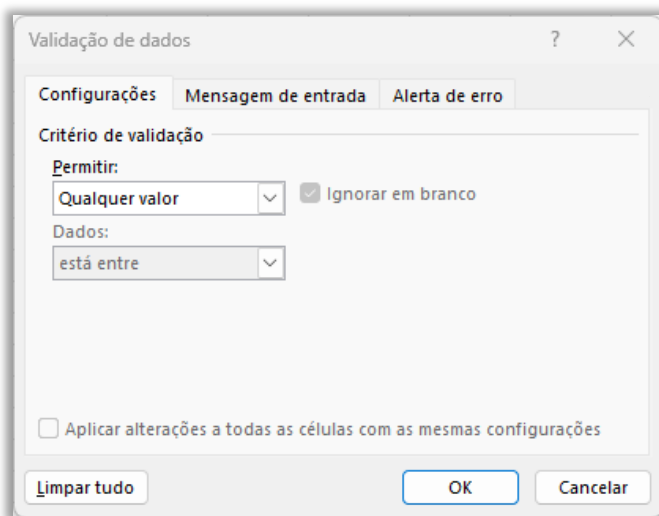 Validação de dados ?
Configurações Mensagem de entrada Alerta de erro
Critério de validação
Permitir:
Qualquer valor Ignorar em branco
Dados:
está entre
Aplicar alterações a todas as células com as mesmas configurações
Limpar tudo OK Cancelar